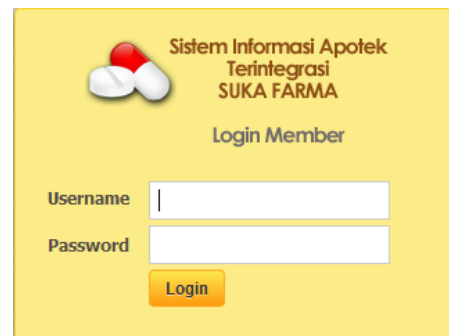 Sistem Informasi Apotek
Terintegrasi
SUKA FARMA
Login Member
Username
Password
Login